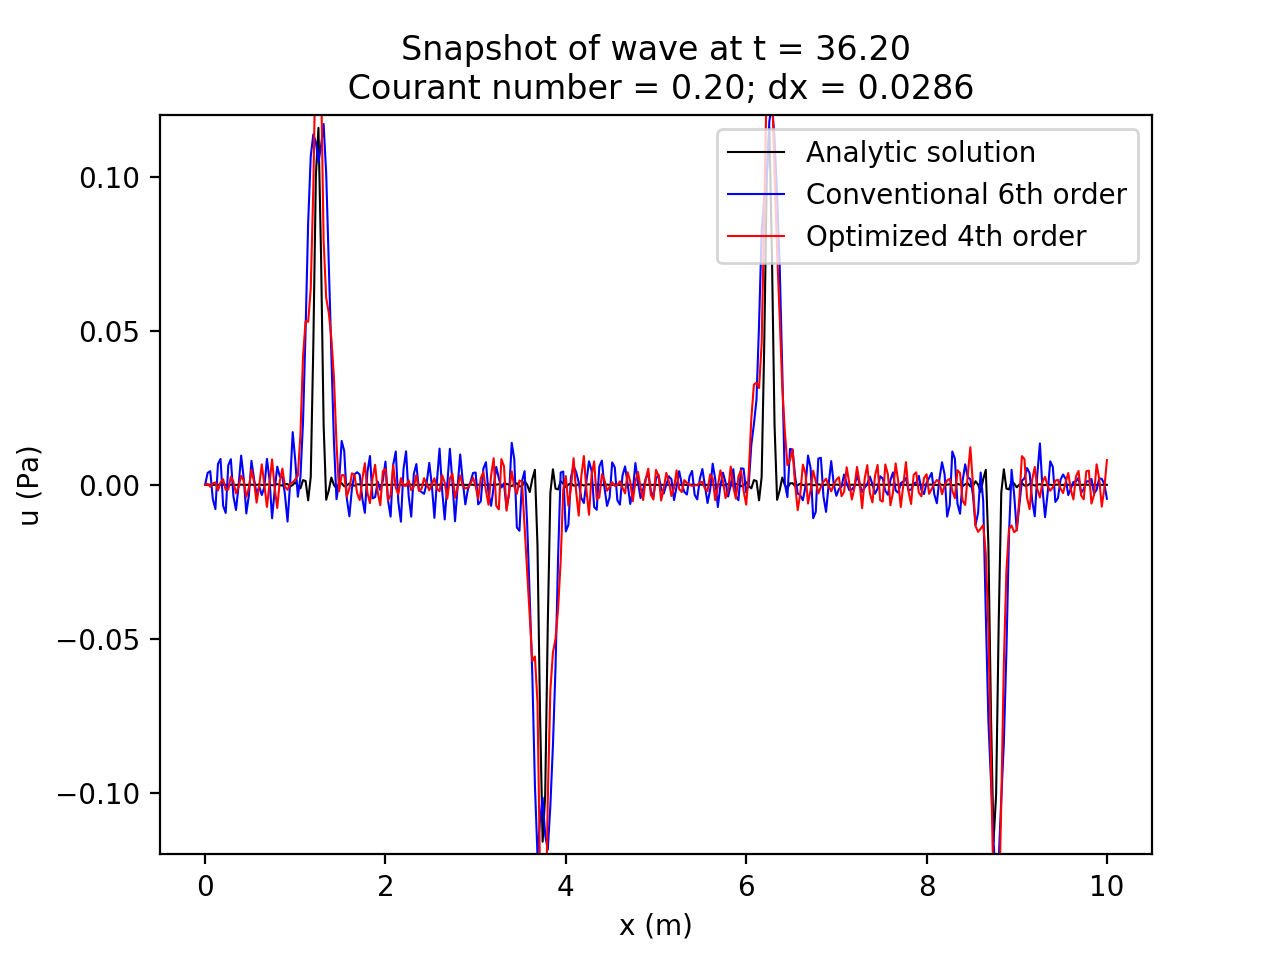 Snapshot of wave at t = 36.20
Courant number = 0.20; dx = 0.0286
Analytic solution
Conventional 6th order
Optimized 4th order
0.10
0.05
0.00
−0.05
−0.10
u (Pa)
0 2 4 6 8 10
x (m)